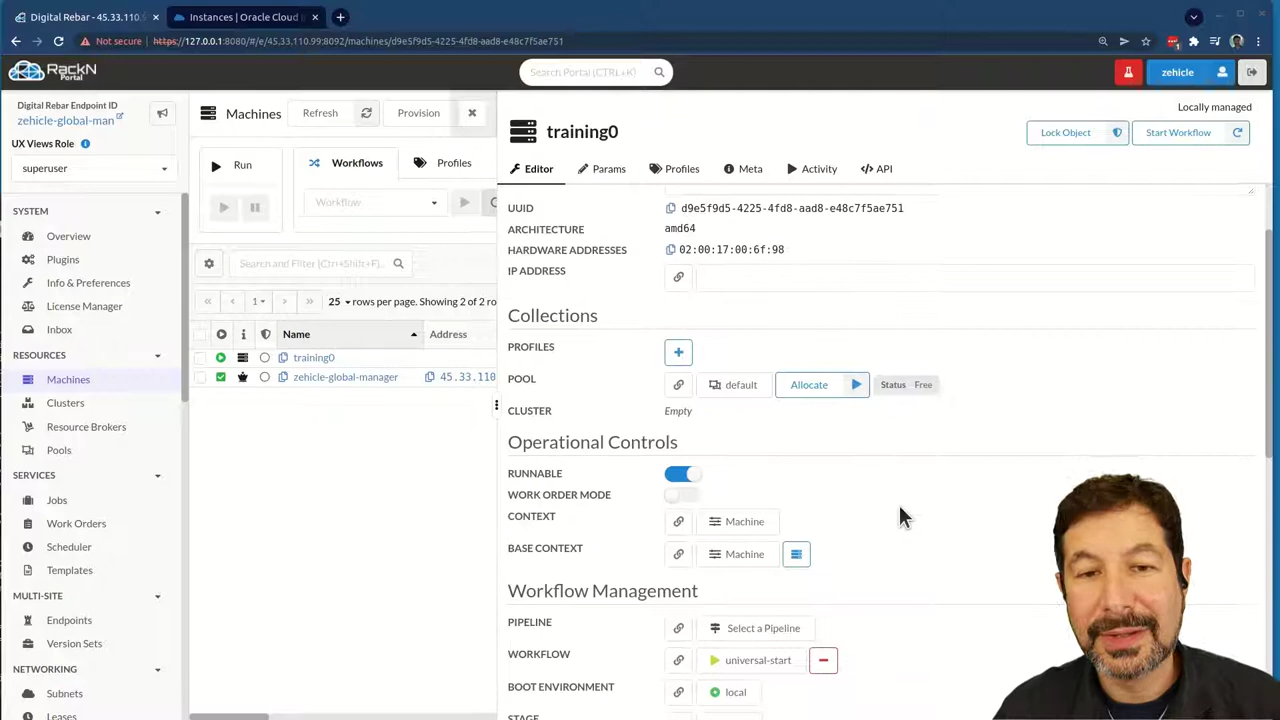 Digital Rebar - 45.33.110.9
Instances | Oracle Cloud I
Not secure
https://127.0.0.1:8080/#/e/45.33.110.99:8092/machines/d9e5f9d5-4225-4fd8-aad8-e48c7f5ae751
RackN
Portal
Search Portal (CTRL+K)
zehicle
Digital Rebar Endpoint ID
zehicle-global-man
UX Views Role
superuser
SYSTEM
Overview
Plugins
Info & Preferences
License Manager
Inbox
RESOURCES
Machines
Clusters
Resource Brokers
Pools
SERVICES
Jobs
Work Orders
Scheduler
Templates
MULTI-SITE
Endpoints
Version Sets
NETWORKING
Subnets
Leases
Machines
Refresh
Provision
Run
Workflows
Profiles
Workflow
Search and Filter (Ctrl+Shift+F)...
1
25 rows per page. Showing 2 of 2 ro
Name
Address
training0
zehicle-global-manager
45.33.110
Locally managed
training0
Lock Object
Start Workflow
Editor
Params
Profiles
Meta
Activity
</> API
UUID
d9e5f9d5-4225-4fd8-aad8-e48c7f5ae751
ARCHITECTURE
amd64
HARDWARE ADDRESSES
02:00:17:00:6f:98
IP ADDRESS
Collections
PROFILES
POOL
default
Allocate
Status Free
CLUSTER
Empty
Operational Controls
RUNNABLE
WORK ORDER MODE
CONTEXT
Machine
BASE CONTEXT
Machine
Workflow Management
PIPELINE
Select a Pipeline
WORKFLOW
universal-start
BOOT ENVIRONMENT
local
STAGE